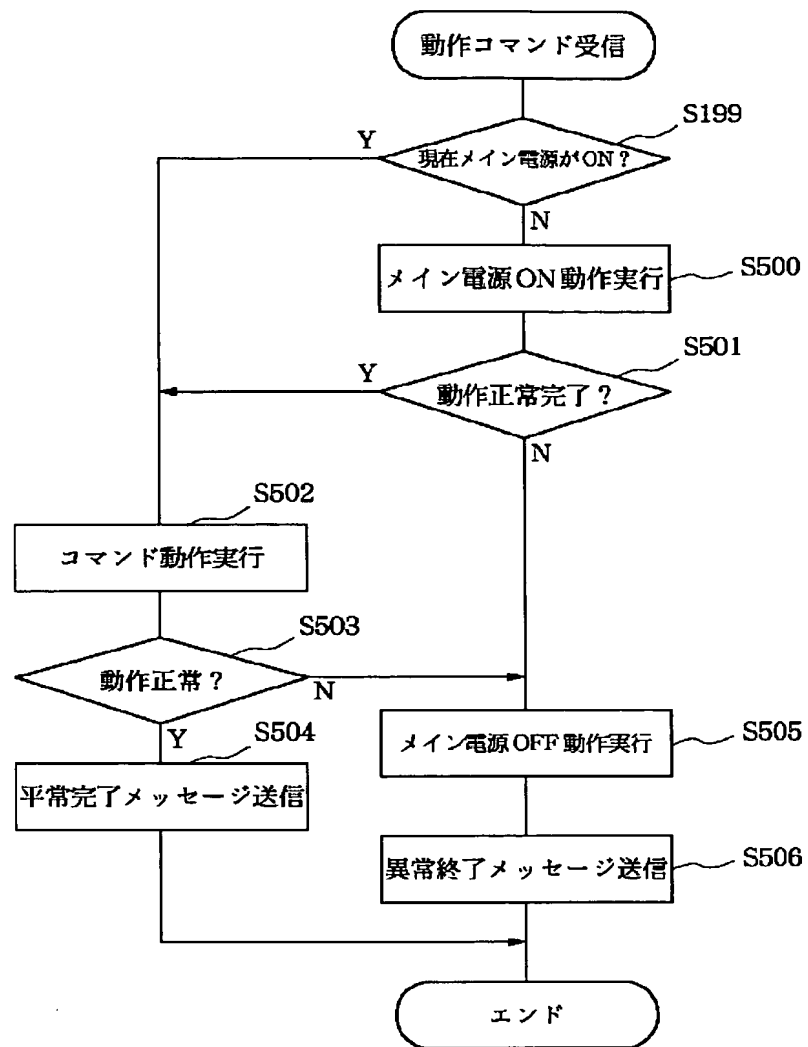 動作コマンド受信
S199
現在メイン電源がON？
Y
N
メイン電源ON動作実行
S500
S501
動作正常完了？
Y
N
S502
コマンド動作実行
S503
動作正常？
N
Y
S504
平常完了メッセージ送信
メイン電源OFF動作実行
S505
異常終了メッセージ送信
S506
エンド